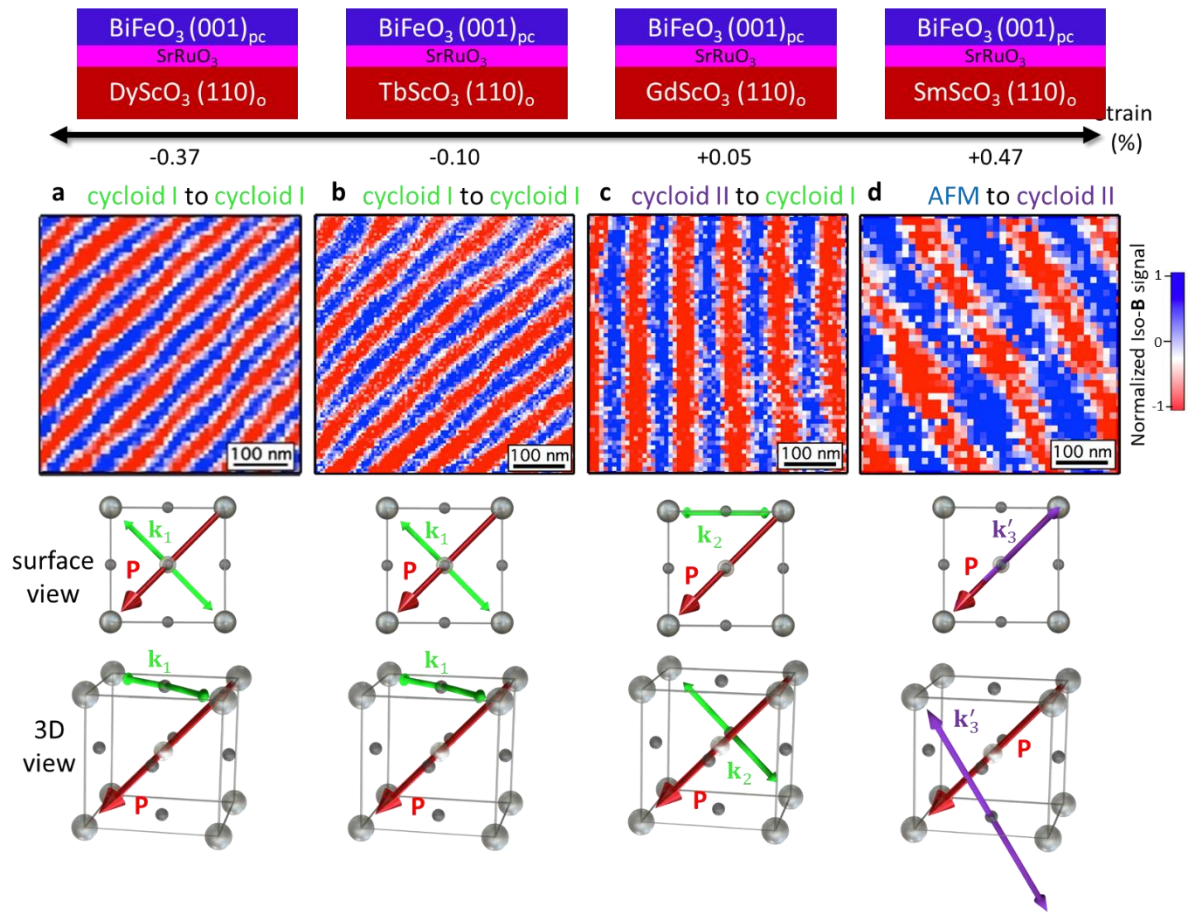 BiFeO₃ (001)pc BiFeO₃ (001)pc BiFeO₃ (001)pc BiFeO₃ (001)pc
SrRuO₃ SrRuO₃ SrRuO₃ SrRuO₃
DyScO₃ (110)o TbScO₃ (110)o GdScO₃ (110)o SmScO₃ (110)o
strain
(%)
-0.37 -0.10 +0.05 +0.47
a cycloid I to cycloid I b cycloid I to cycloid I c cycloid II to cycloid I d AFM to cycloid II
100 nm 100 nm 100 nm 100 nm
Normalized Iso-B signal
1
0
-1
surface
view
k₁ P k₁ P k₂ P k′₃ P
3D
view
k₁ P k₁ P k₂ P k′₃ P